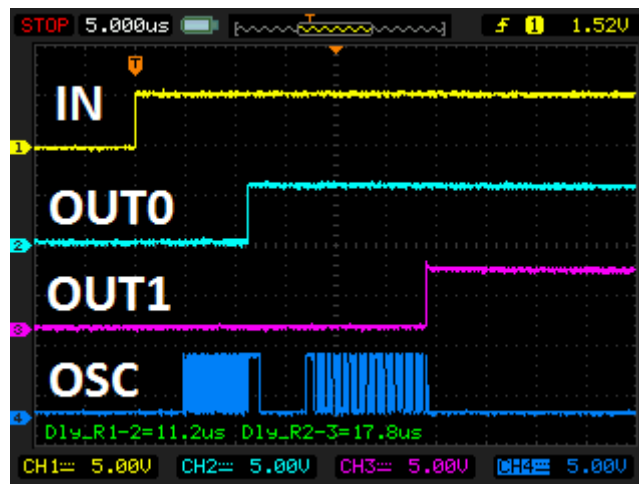 STOP 5.000us T ƒ 1 1.52V
T
IN
1
OUT0
2
OUT1
3
OSC
4
Dly_R1-2=11.2us Dly_R2-3=17.8us
CH1 5.00V CH2 5.00V CH3 5.00V CH4 5.00V